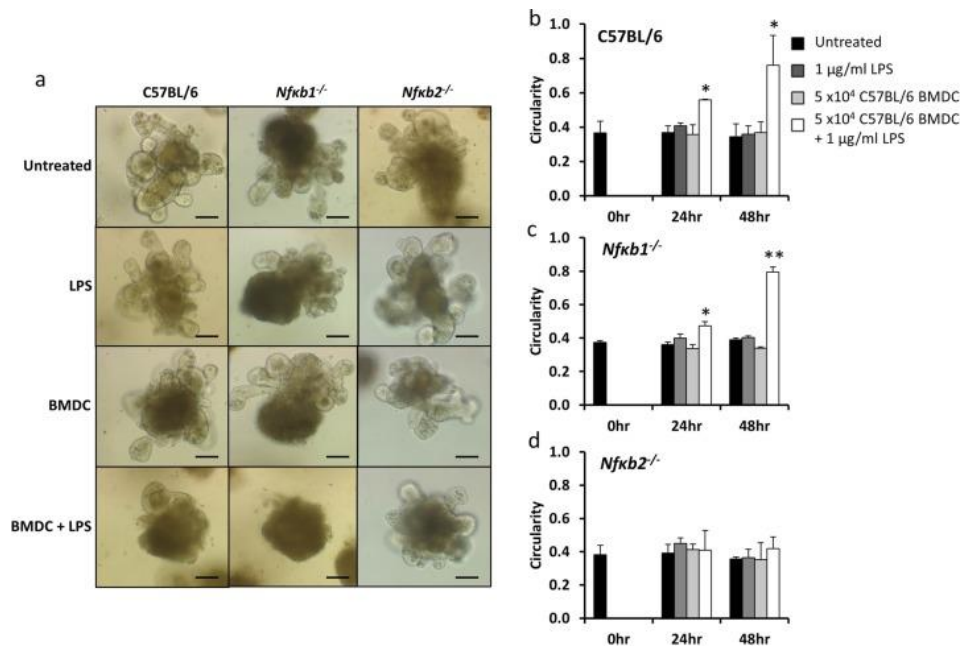 a
C57BL/6
Nfκb1-/-
Nfκb2-/-
Untreated
LPS
BMDC
BMDC + LPS
b
C57BL/6
Circularity
1.0
0.8
0.6
0.4
0.2
0.0
*
*
0hr
24hr
48hr
Untreated
1 μg/ml LPS
5 x10⁴ C57BL/6 BMDC
5 x10⁴ C57BL/6 BMDC
+ 1 μg/ml LPS
c
Nfκb1-/-
Circularity
1.0
0.8
0.6
0.4
0.2
0.0
*
**
0hr
24hr
48hr
d
Nfκb2-/-
Circularity
1.0
0.8
0.6
0.4
0.2
0.0
0hr
24hr
48hr